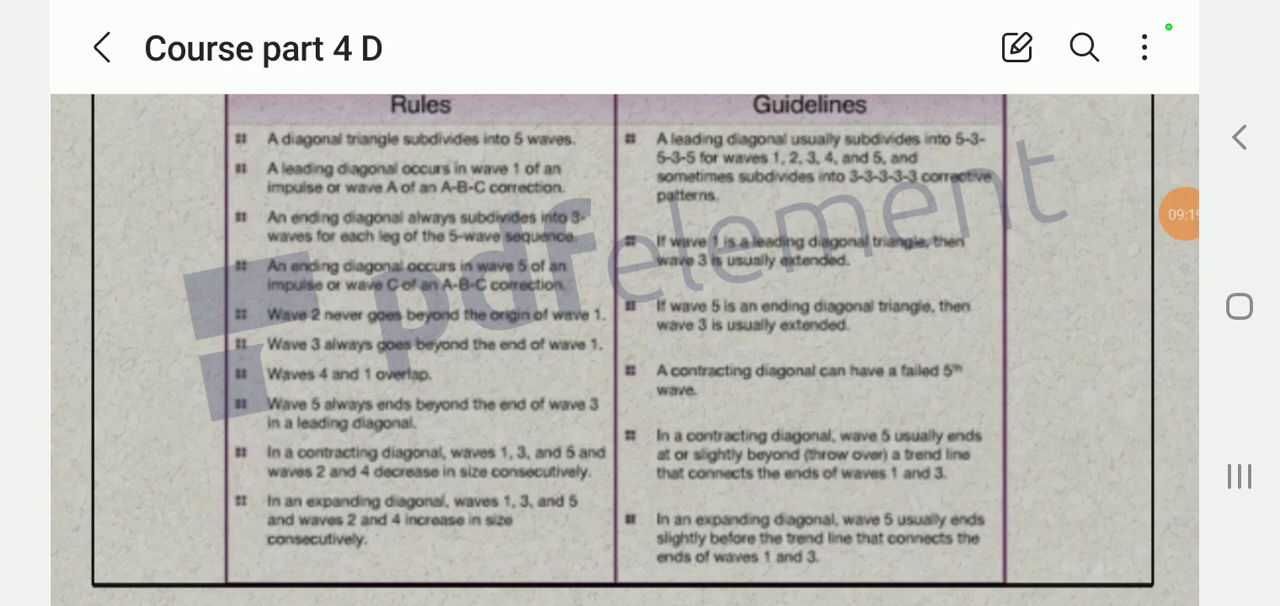 Course part 4 D
09:19
Rules
A diagonal triangle subdivides into 5 waves.
A leading diagonal occurs in wave 1 of an
impulse or wave A of an A-B-C correction.
An ending diagonal always subdivides into 3-
waves for each leg of the 5-wave sequence.
An ending diagonal occurs in wave 5 of an
impulse or wave C of an A-B-C correction.
Wave 2 never goes beyond the origin of wave 1.
Wave 3 always goes beyond the end of wave 1.
Waves 4 and 1 overlap.
Wave 5 always ends beyond the end of wave 3
in a leading diagonal.
In a contracting diagonal, waves 1, 3, and 5 and
waves 2 and 4 decrease in size consecutively.
In an expanding diagonal, waves 1, 3, and 5
and waves 2 and 4 increase in size
consecutively.
Guidelines
A leading diagonal usually subdivides into 5-3-
5-3-5 for waves 1, 2, 3, 4, and 5, and
sometimes subdivides into 3-3-3-3-3 corrective
patterns.
If wave 1 is a leading diagonal triangle, then
wave 3 is usually extended.
If wave 5 is an ending diagonal triangle, then
wave 3 is usually extended.
A contracting diagonal can have a failed 5th
wave.
In a contracting diagonal, wave 5 usually ends
at or slightly beyond (throw over) a trend line
that connects the ends of waves 1 and 3.
In an expanding diagonal, wave 5 usually ends
slightly before the trend line that connects the
ends of waves 1 and 3.
pdfelement